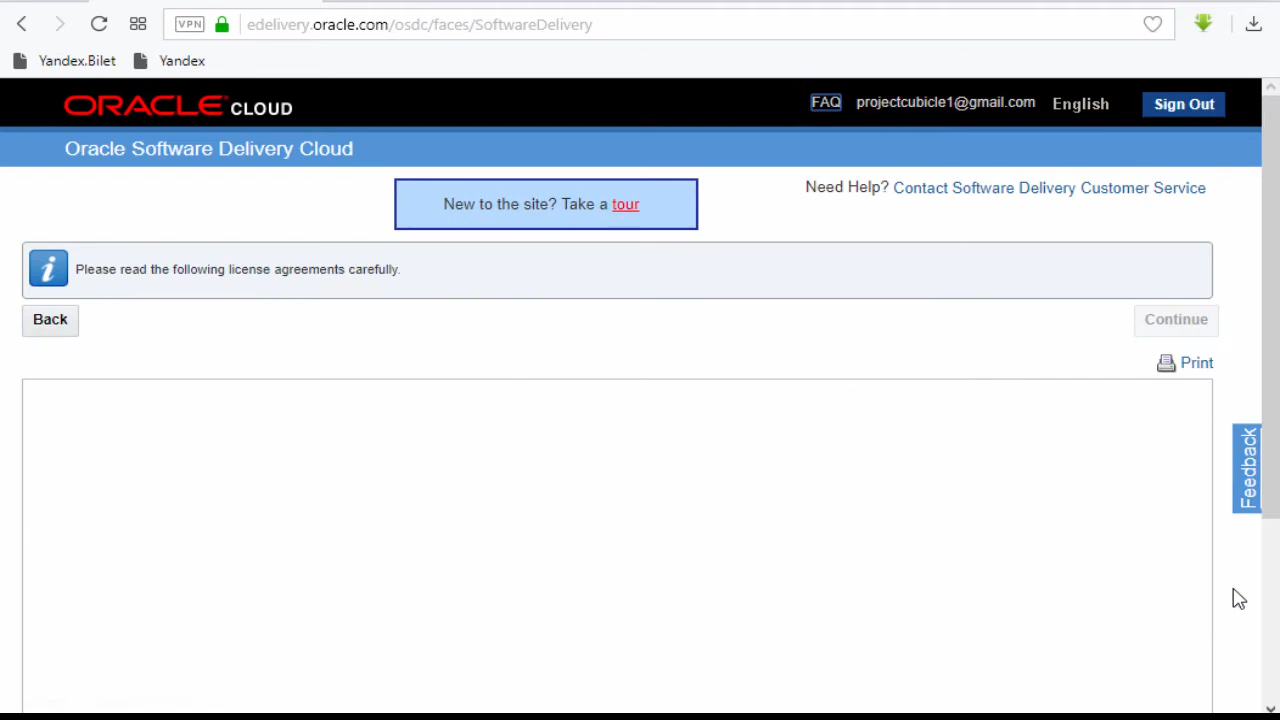 VPN edelivery.oracle.com/osdc/faces/SoftwareDelivery
Yandex.Bilet Yandex
ORACLE CLOUD FAQ projectcubicle1@gmail.com English Sign Out
Oracle Software Delivery Cloud
New to the site? Take a tour Need Help? Contact Software Delivery Customer Service
i Please read the following license agreements carefully.
Back Continue
Print
Feedback